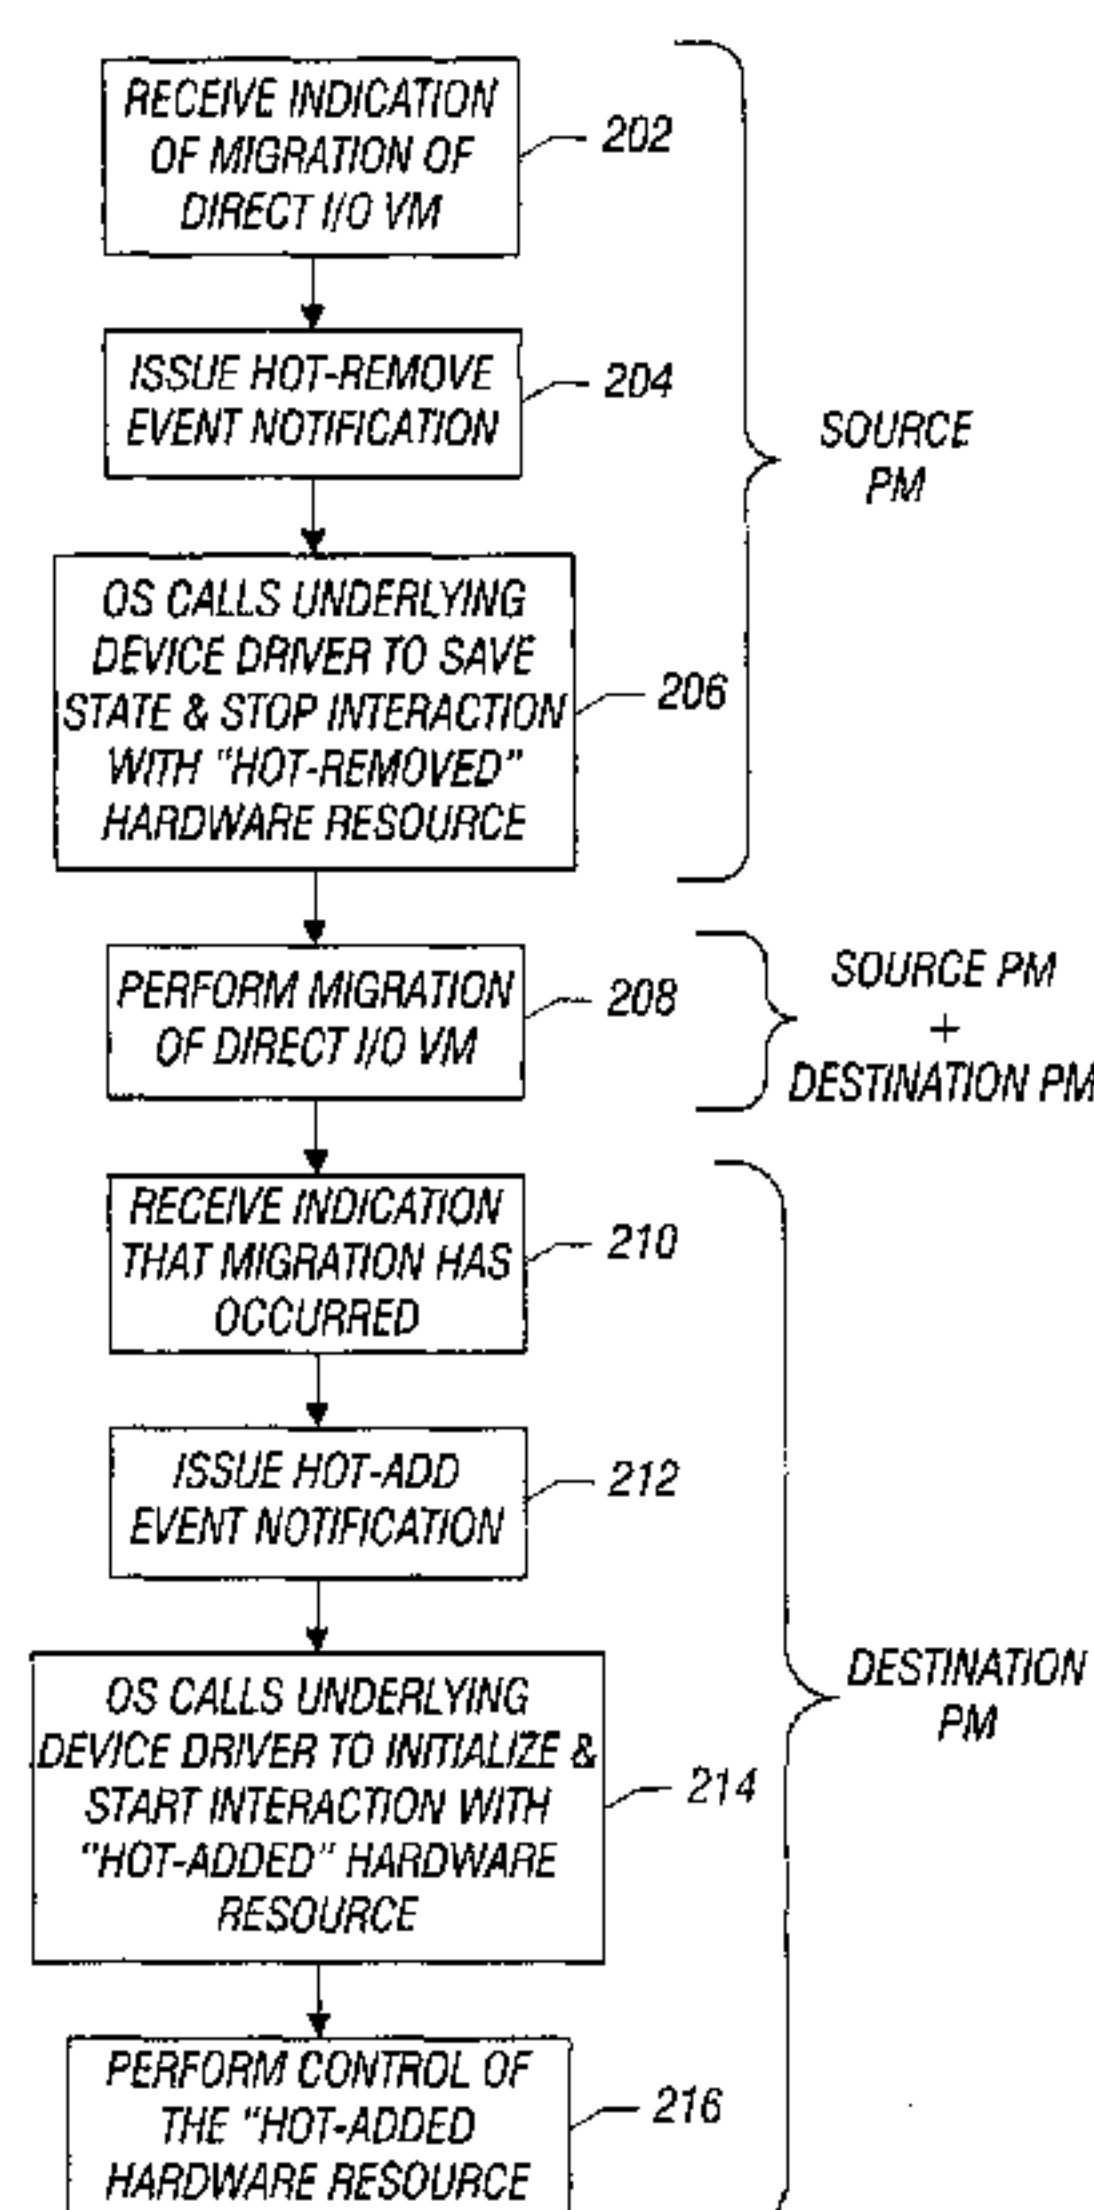 RECEIVE INDICATION
OF MIGRATION OF
DIRECT I/O VM
202
ISSUE HOT-REMOVE
EVENT NOTIFICATION
204
OS CALLS UNDERLYING
DEVICE DRIVER TO SAVE
STATE & STOP INTERACTION
WITH "HOT-REMOVED"
HARDWARE RESOURCE
206
SOURCE
PM
PERFORM MIGRATION
OF DIRECT I/O VM
208
SOURCE PM
+
DESTINATION PM
RECEIVE INDICATION
THAT MIGRATION HAS
OCCURRED
210
ISSUE HOT-ADD
EVENT NOTIFICATION
212
OS CALLS UNDERLYING
DEVICE DRIVER TO INITIALIZE &
START INTERACTION WITH
"HOT-ADDED" HARDWARE
RESOURCE
214
PERFORM CONTROL OF
THE "HOT-ADDED
HARDWARE RESOURCE
216
DESTINATION
PM